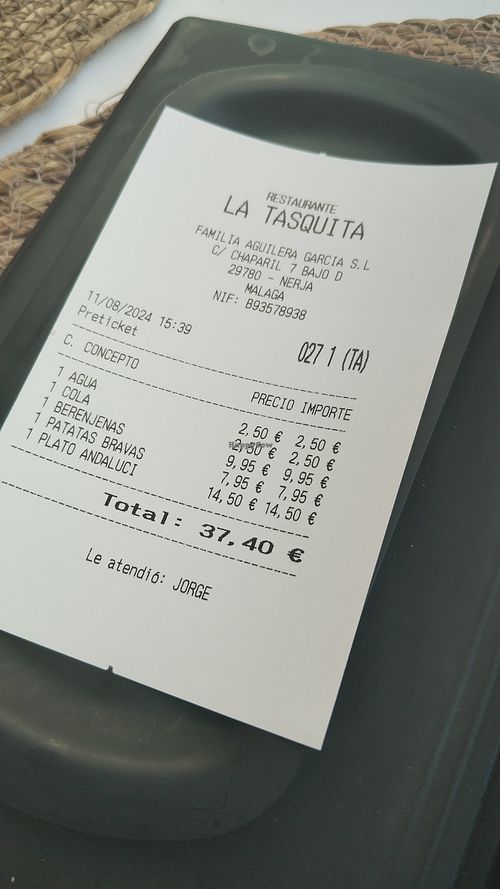 RESTAURANTE
LA TASQUITA
FAMILIA AGUILERA GARCIA S.L
C/ CHAPARIL 7 BAJO D
29780 - NERJA
MALAGA
NIF: B93578938
11/08/2024 15:39
Preticket
027 1 (TA)
C. CONCEPTO PRECIO IMPORTE
1 AGUA 2,50 € 2,50 €
1 COLA 2,50 € 2,50 €
1 BERENJENAS 9,95 € 9,95 €
1 PATATAS BRAVAS 7,95 € 7,95 €
1 PLATO ANDALUCI 14,50 € 14,50 €
Total: 37,40 €
Le atendió: JORGE
HappyCow